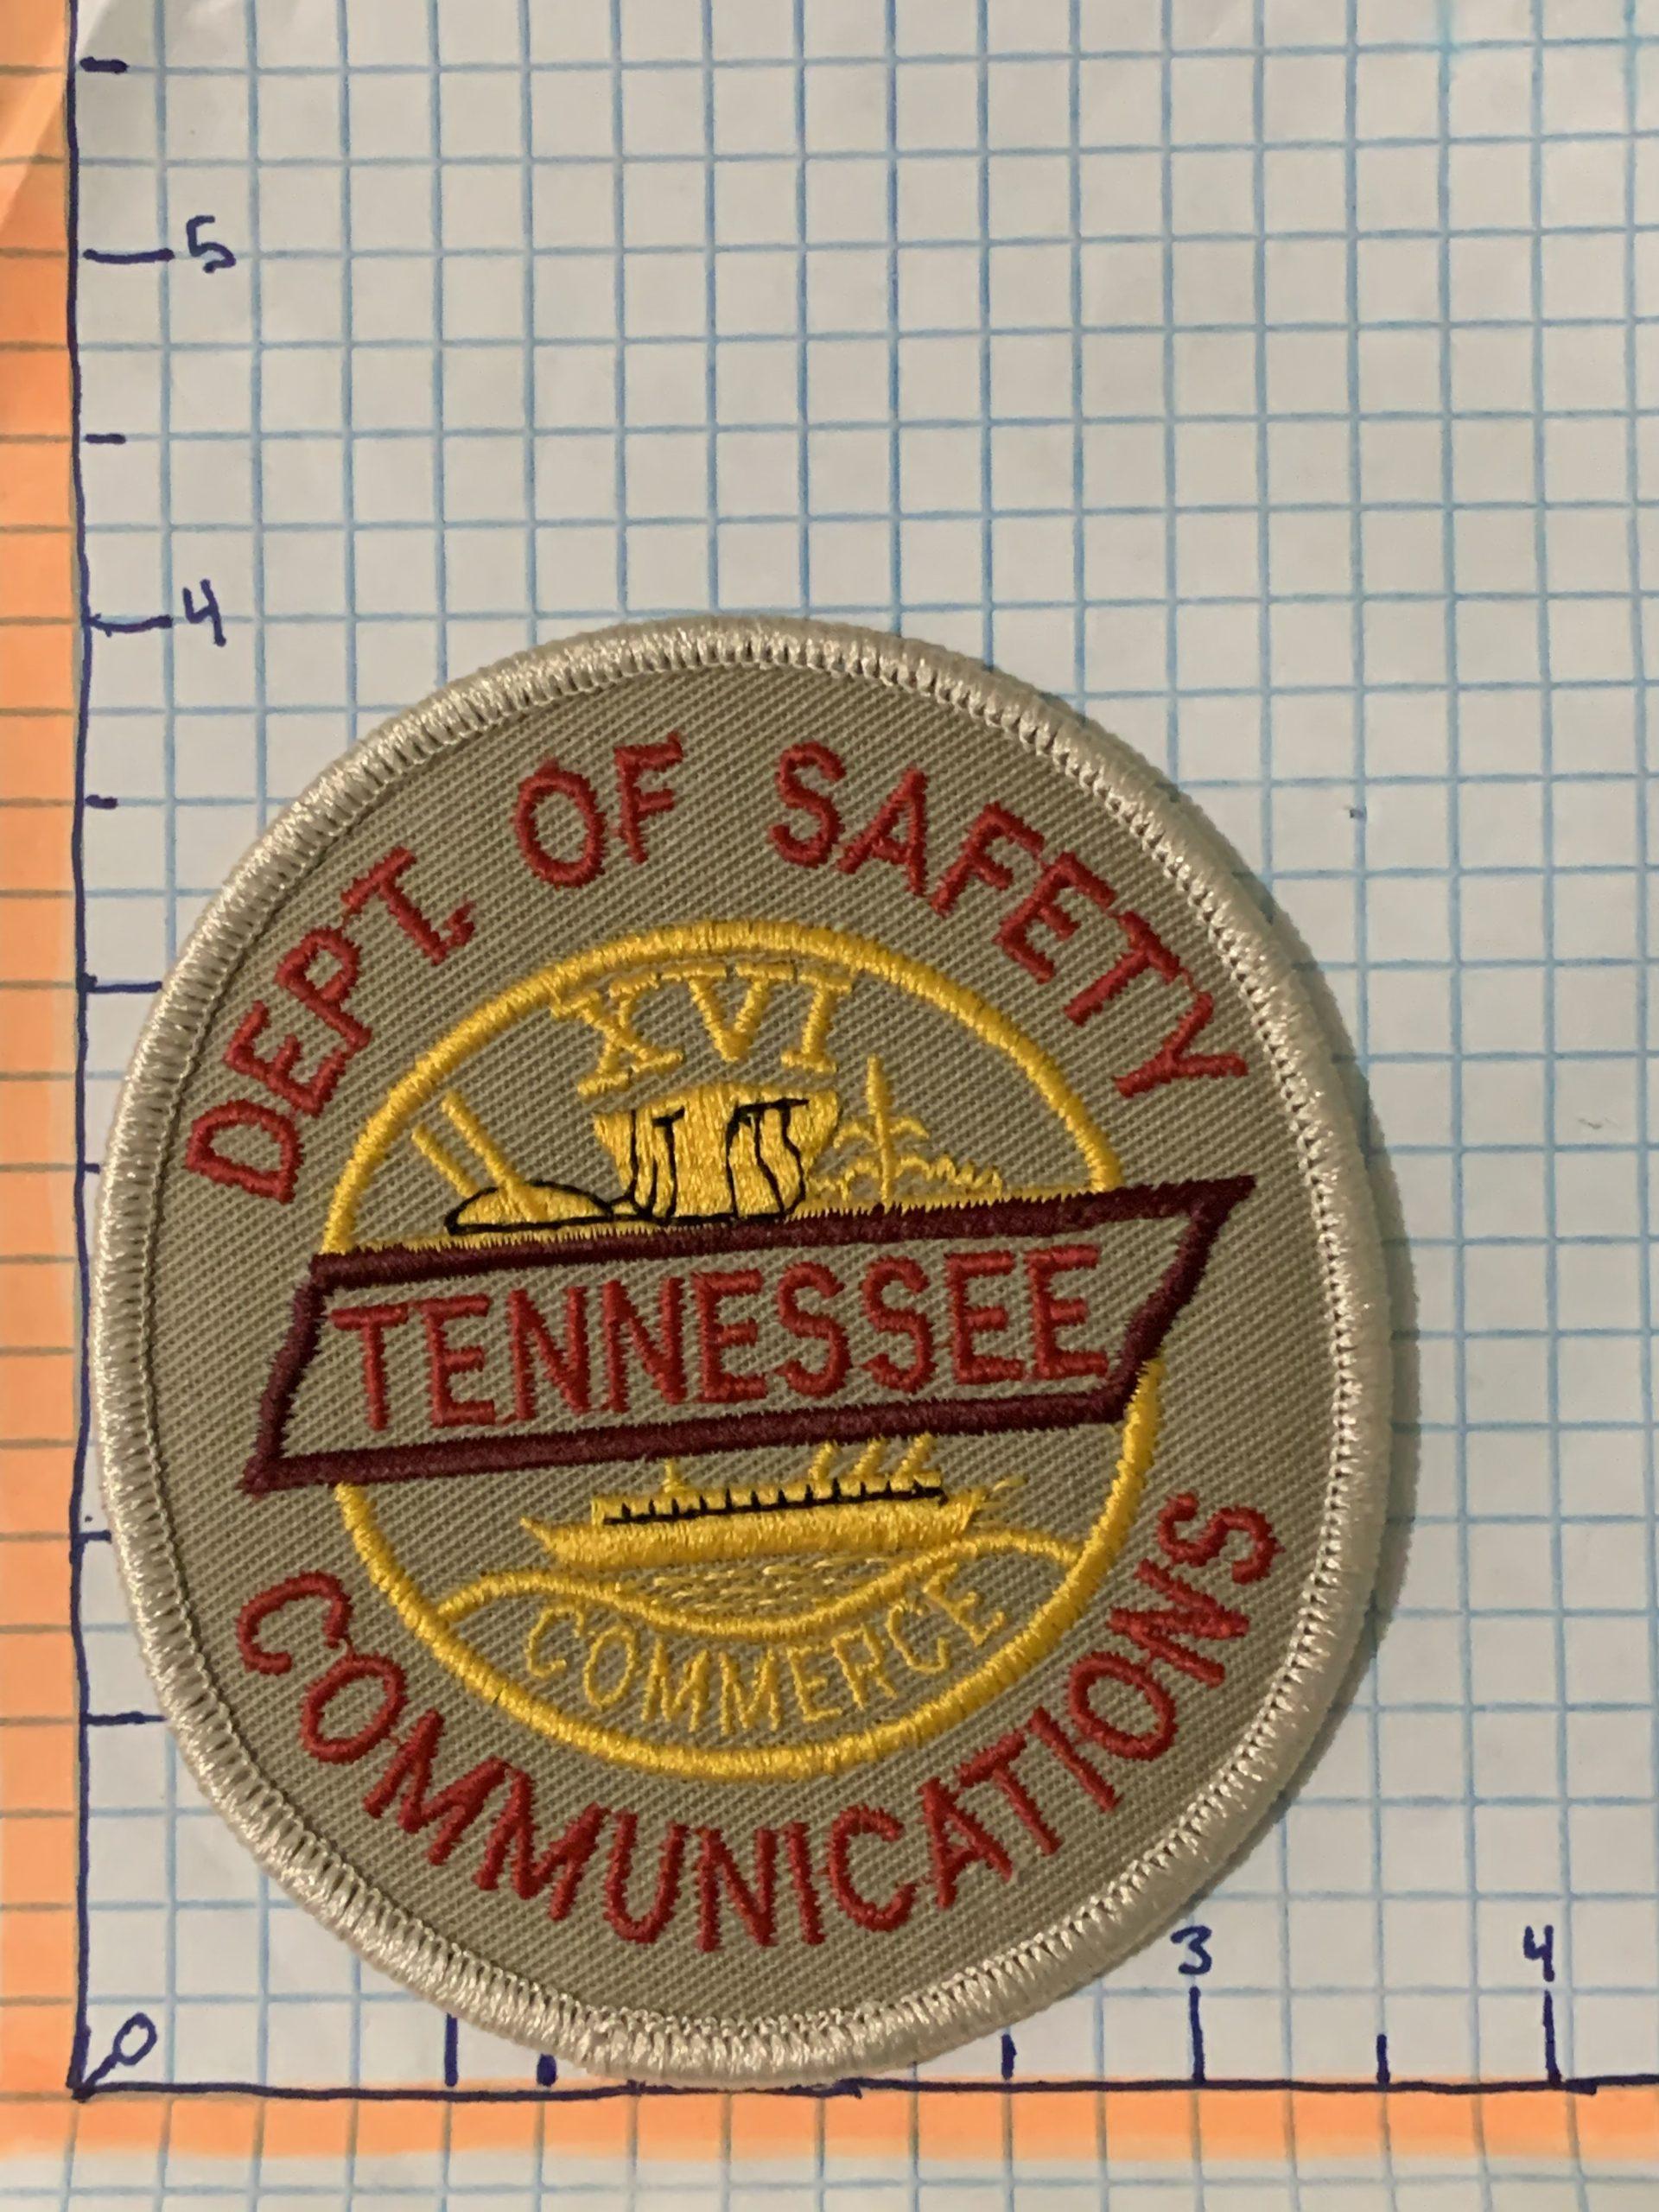 5
4
DEPT. OF SAFETY
XVI
TENNESSEE
COMMERCE
COMMUNICATIONS
3
4
0